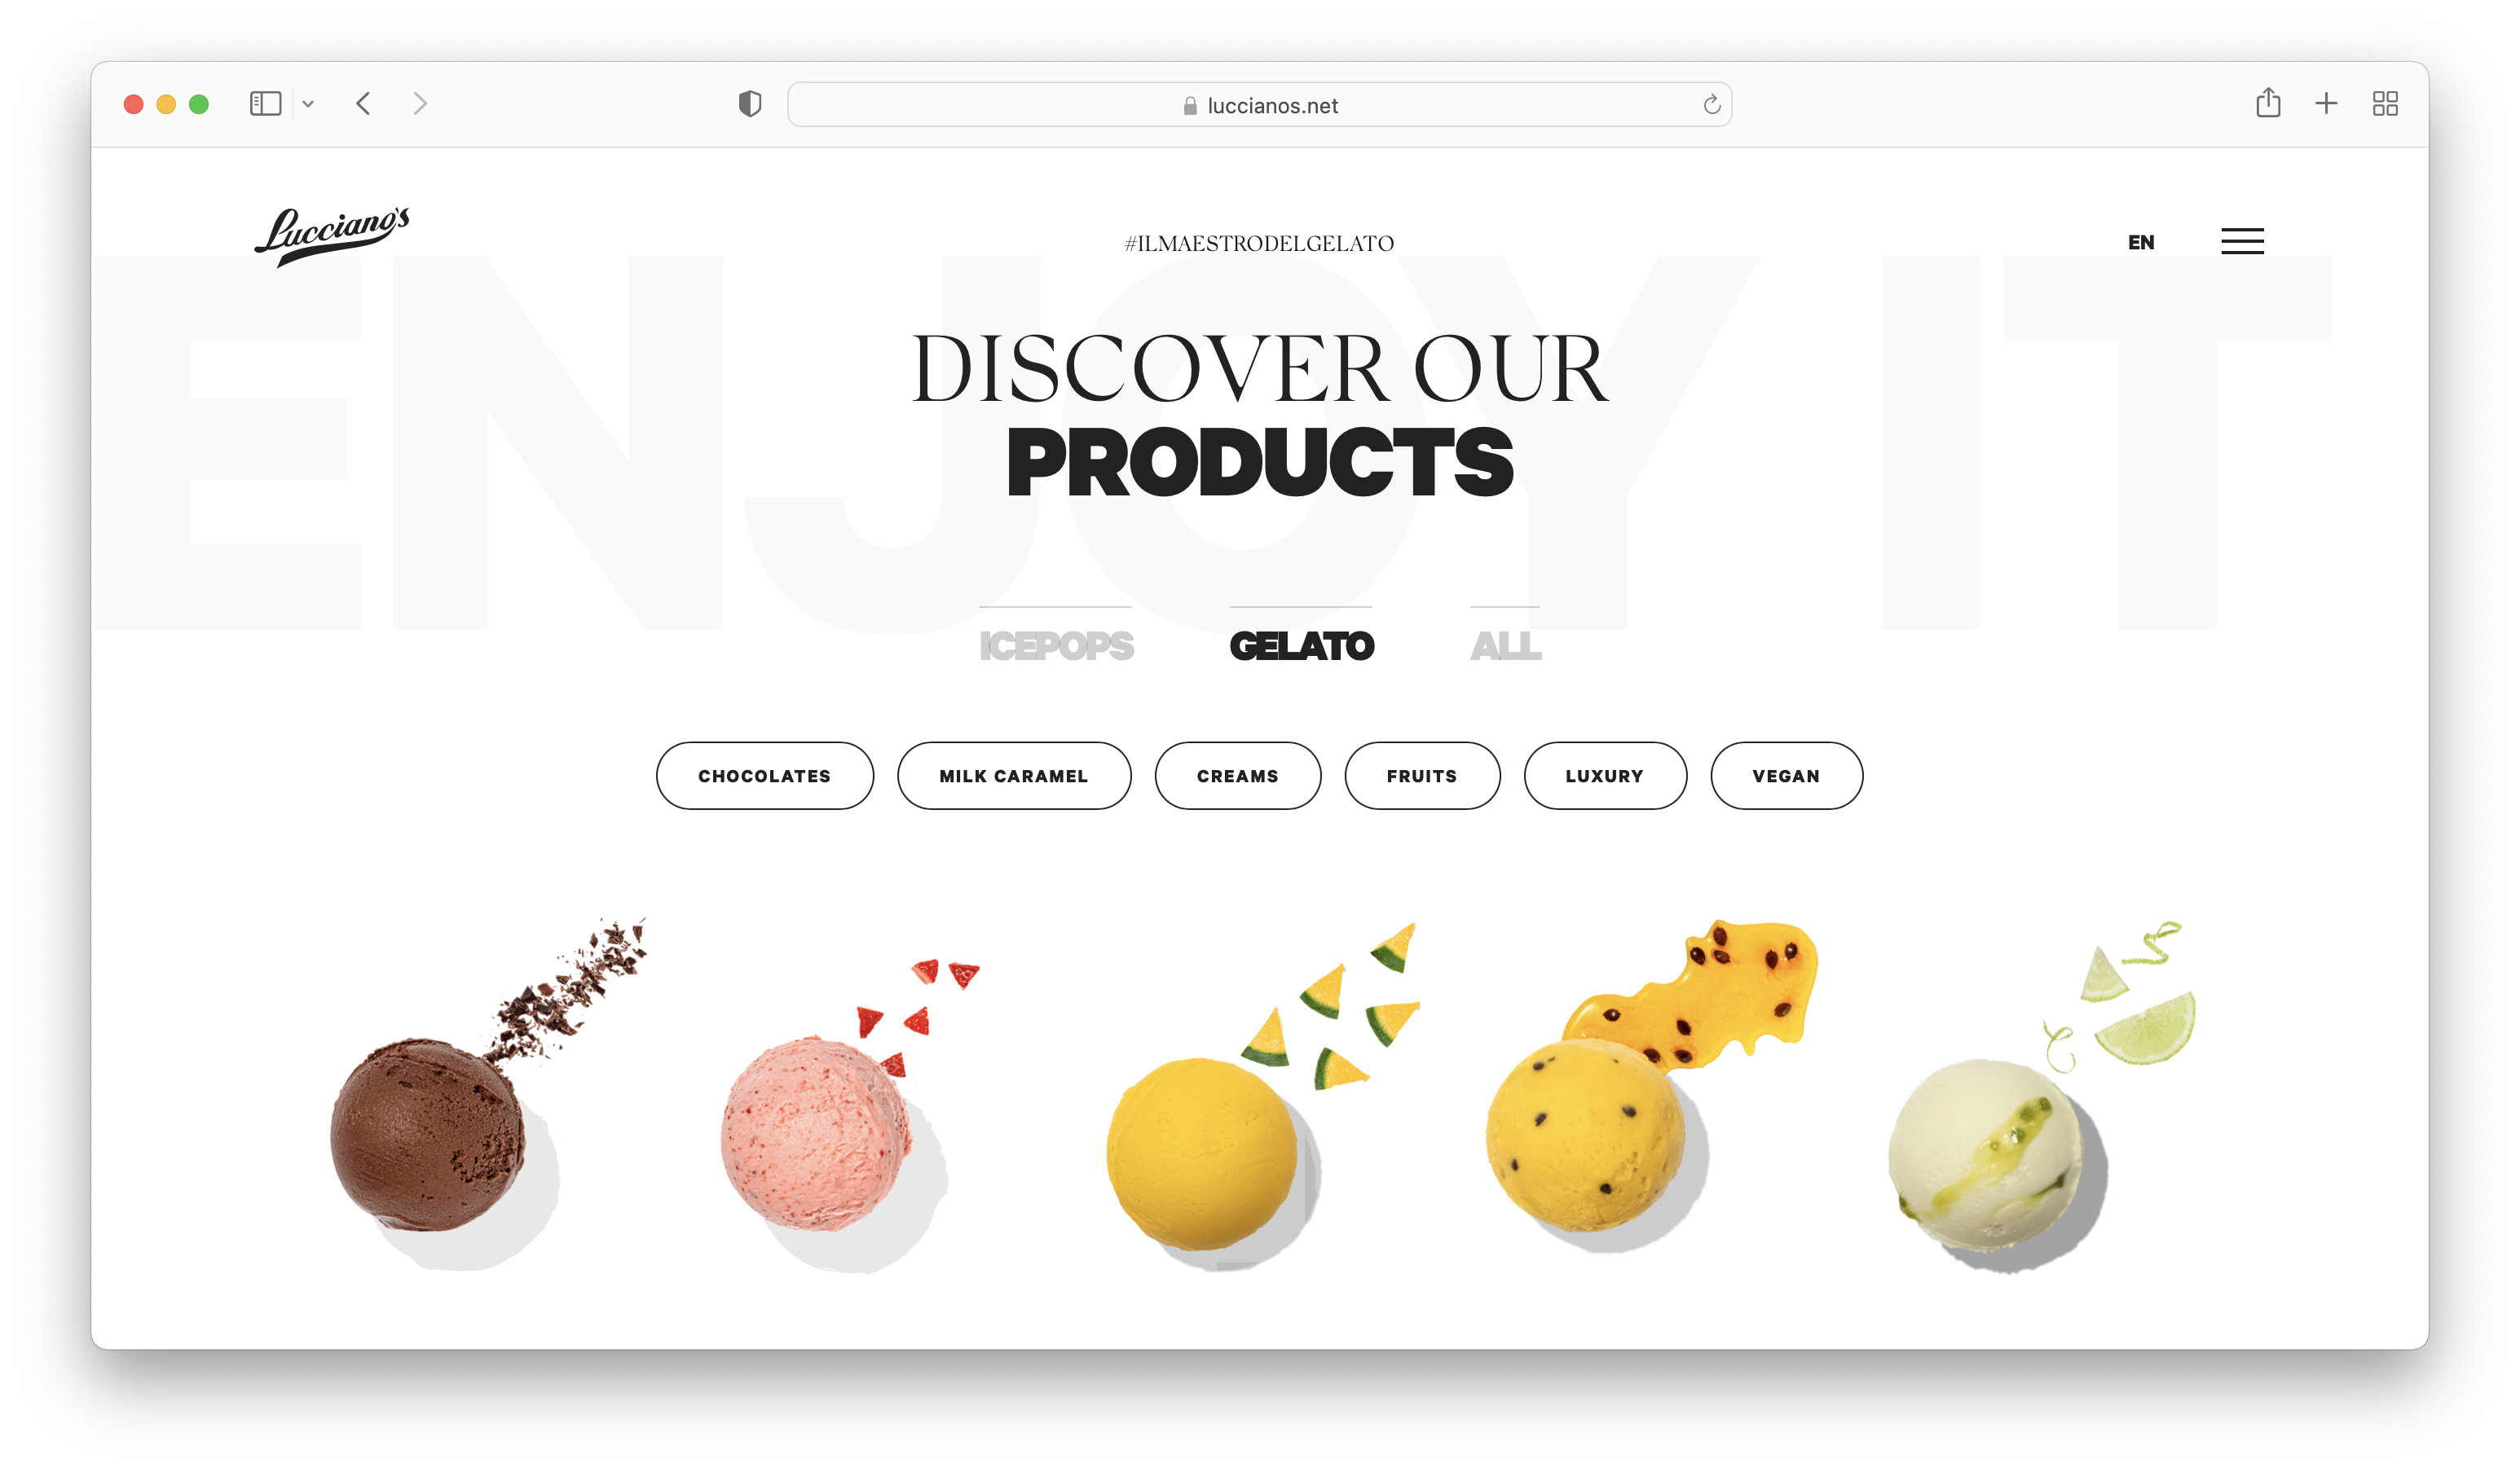 luccianos.net
Lucciano's
#ILMAESTRODELGELATO
EN
ENJOY IT
DISCOVER OUR
PRODUCTS
ICEPOPS GELATO ALL
CHOCOLATES MILK CARAMEL CREAMS FRUITS LUXURY VEGAN